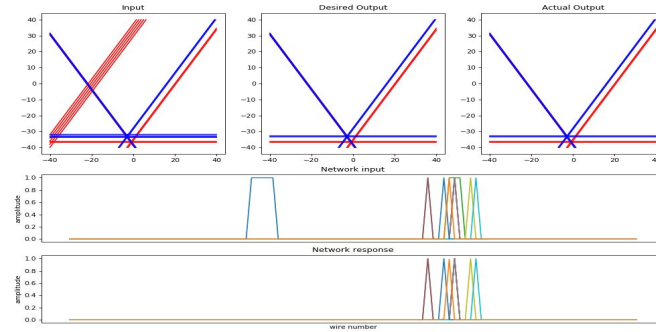 Input Desired Output Actual Output
40 40 40
30 30 30
20 20 20
10 10 10
0 0 0
−10 −10 −10
−20 −20 −20
−30 −30 −30
−40 −40 −40
−40 −20 0 20 40 −40 −20 0 20 40 −40 −20 0 20 40
Network input
1.0
0.8
0.6
0.4
0.2
0.0
amplitude
Network response
1.0
0.8
0.6
0.4
0.2
0.0
amplitude
wire number